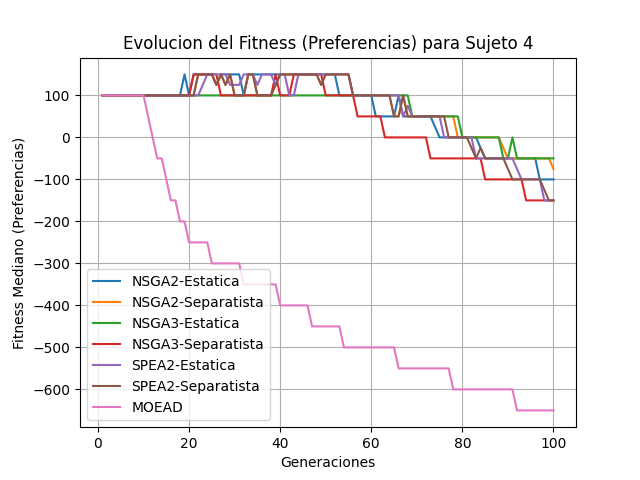 Evolucion del Fitness (Preferencias) para Sujeto 4
Fitness Mediano (Preferencias)
100
0
−100
−200
−300
−400
−500
−600
NSGA2-Estatica
NSGA2-Separatista
NSGA3-Estatica
NSGA3-Separatista
SPEA2-Estatica
SPEA2-Separatista
MOEAD
0 20 40 60 80 100
Generaciones